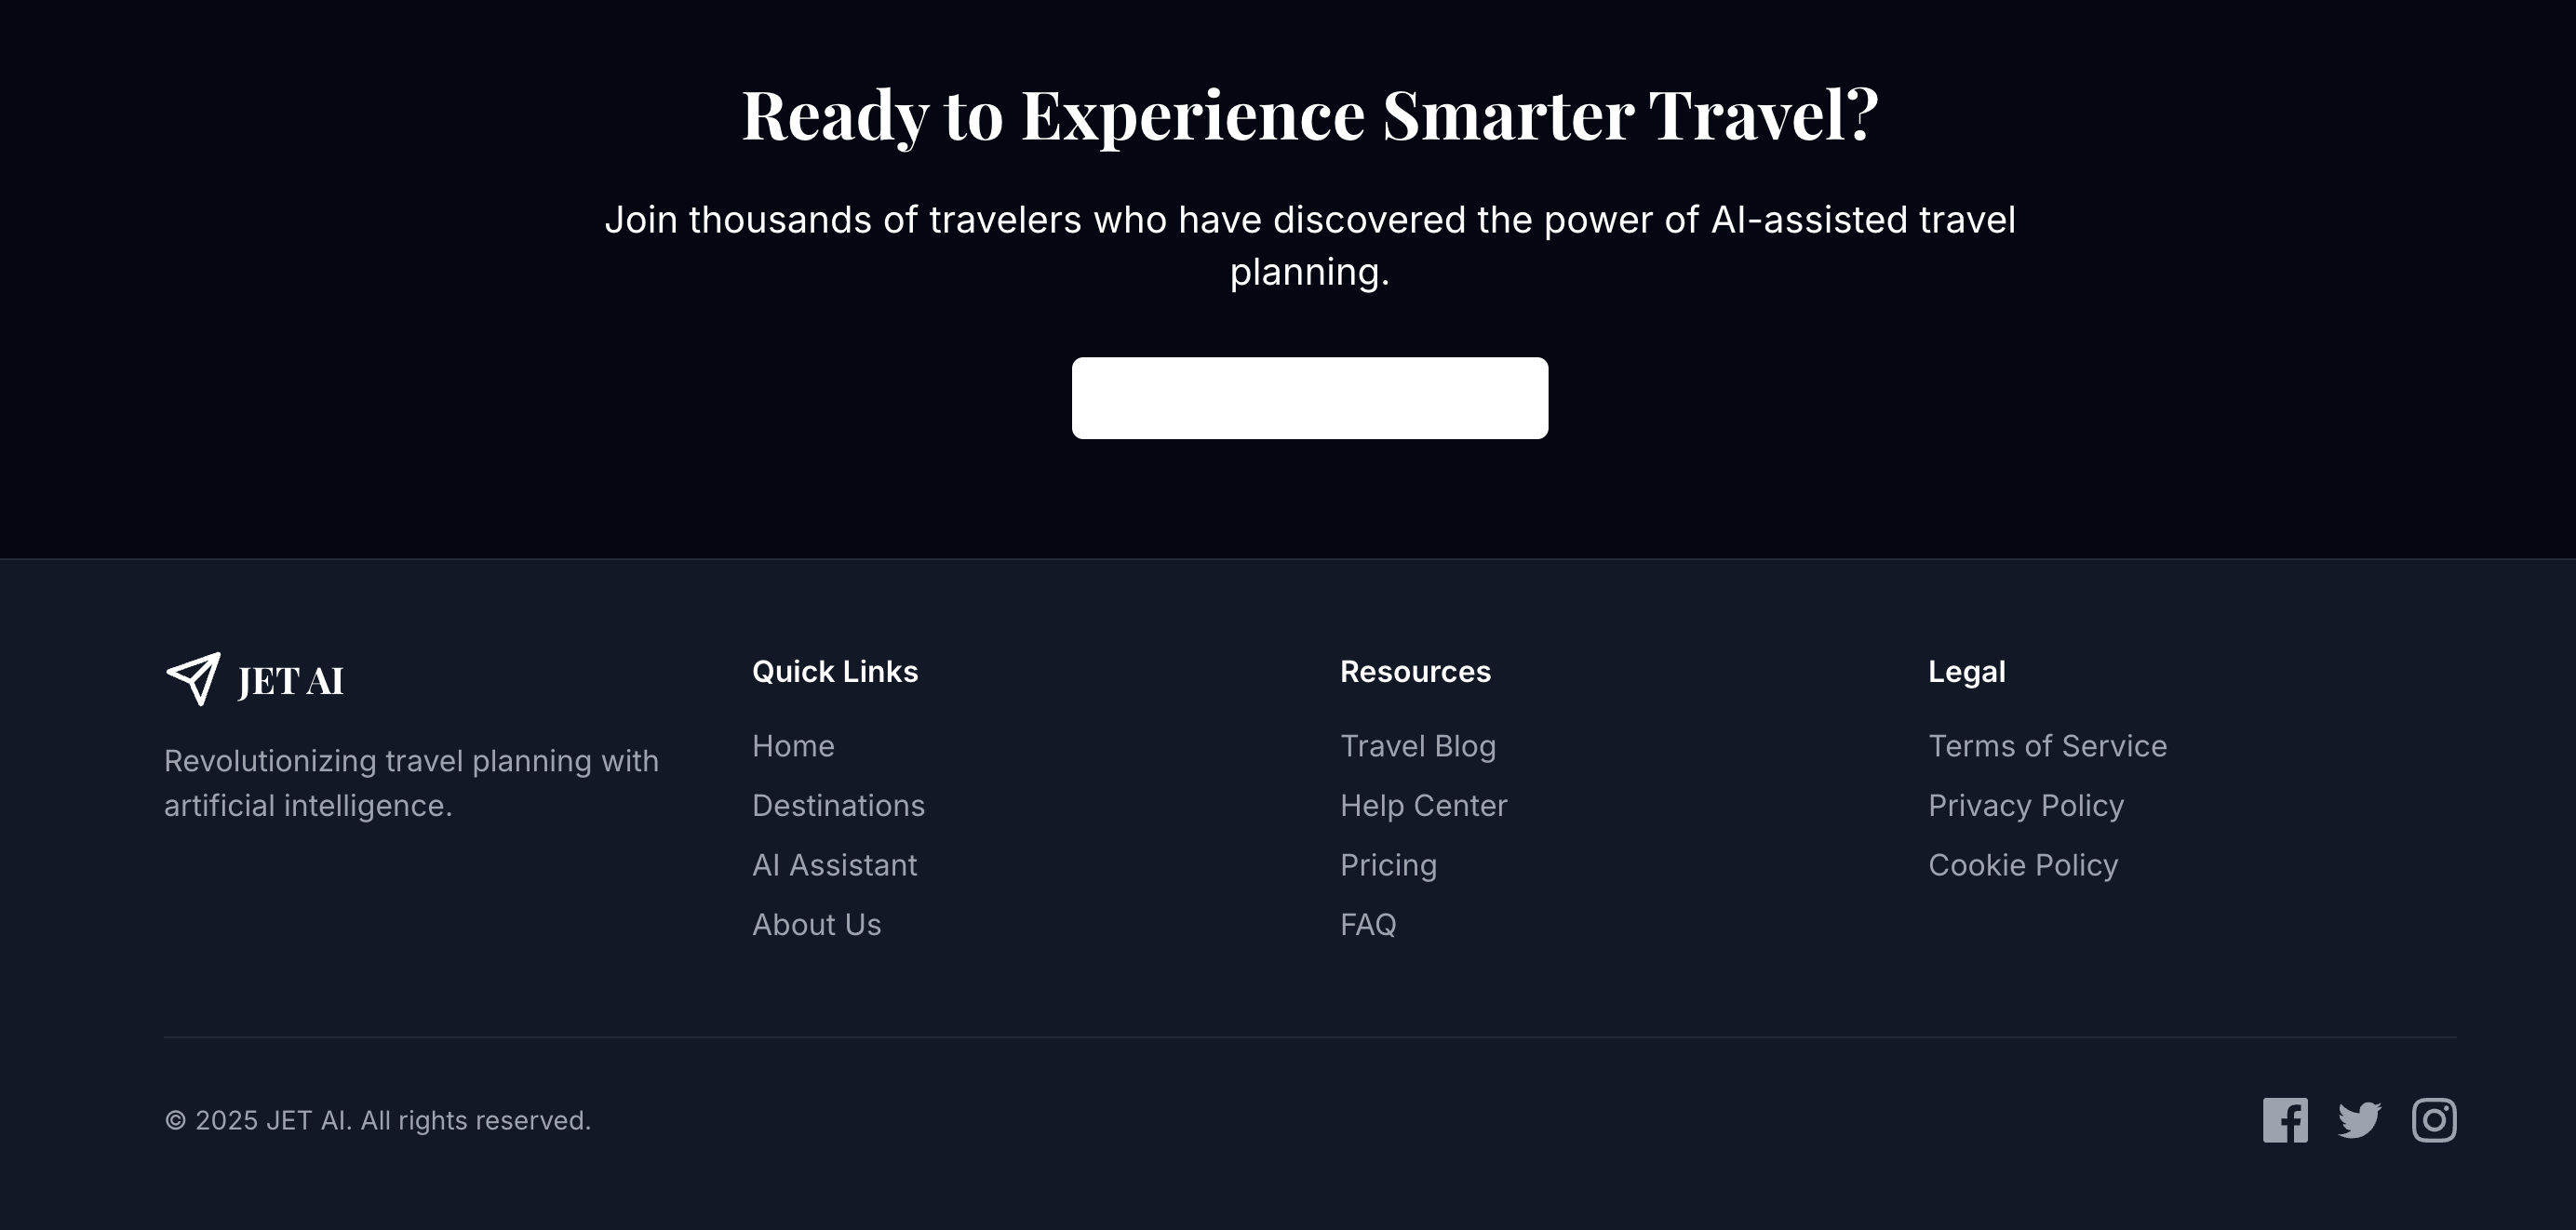 Ready to Experience Smarter Travel?
Join thousands of travelers who have discovered the power of AI-assisted travel
planning.
JET AI
Revolutionizing travel planning with
artificial intelligence.
Quick Links
Home
Destinations
AI Assistant
About Us
Resources
Travel Blog
Help Center
Pricing
FAQ
Legal
Terms of Service
Privacy Policy
Cookie Policy
© 2025 JET AI. All rights reserved.